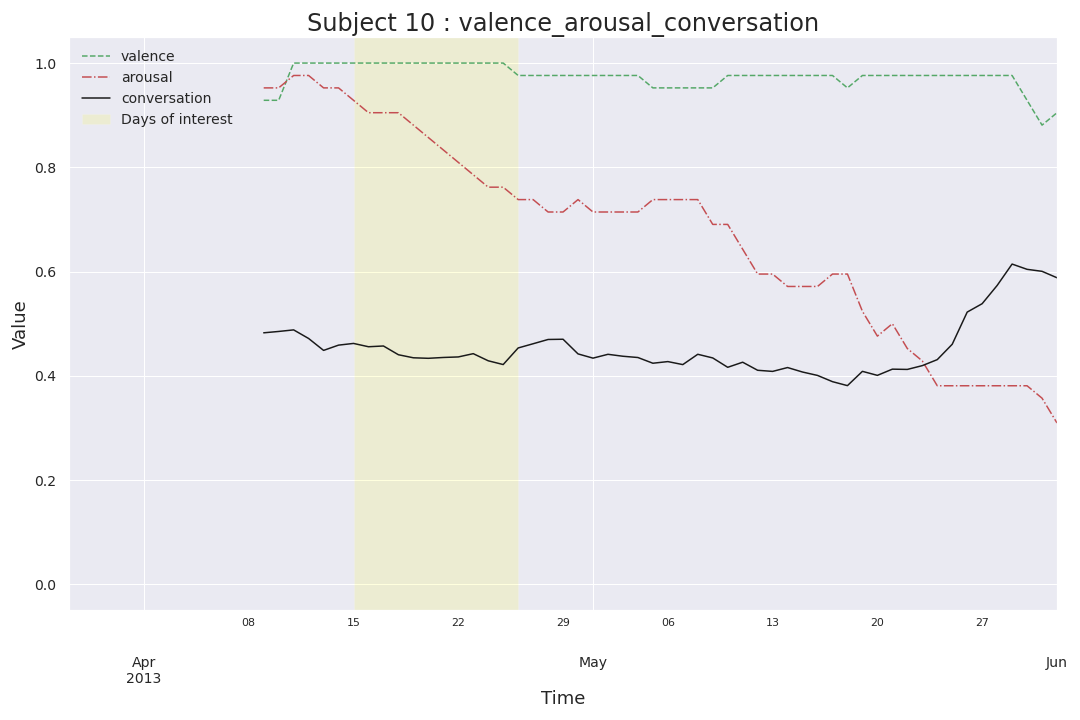 Subject 10 : valence_arousal_conversation
valence
arousal
conversation
Days of interest
1.0
0.8
0.6
0.4
0.2
0.0
Value
08 15 22 29 06 13 20 27
Apr May Jun
2013
Time